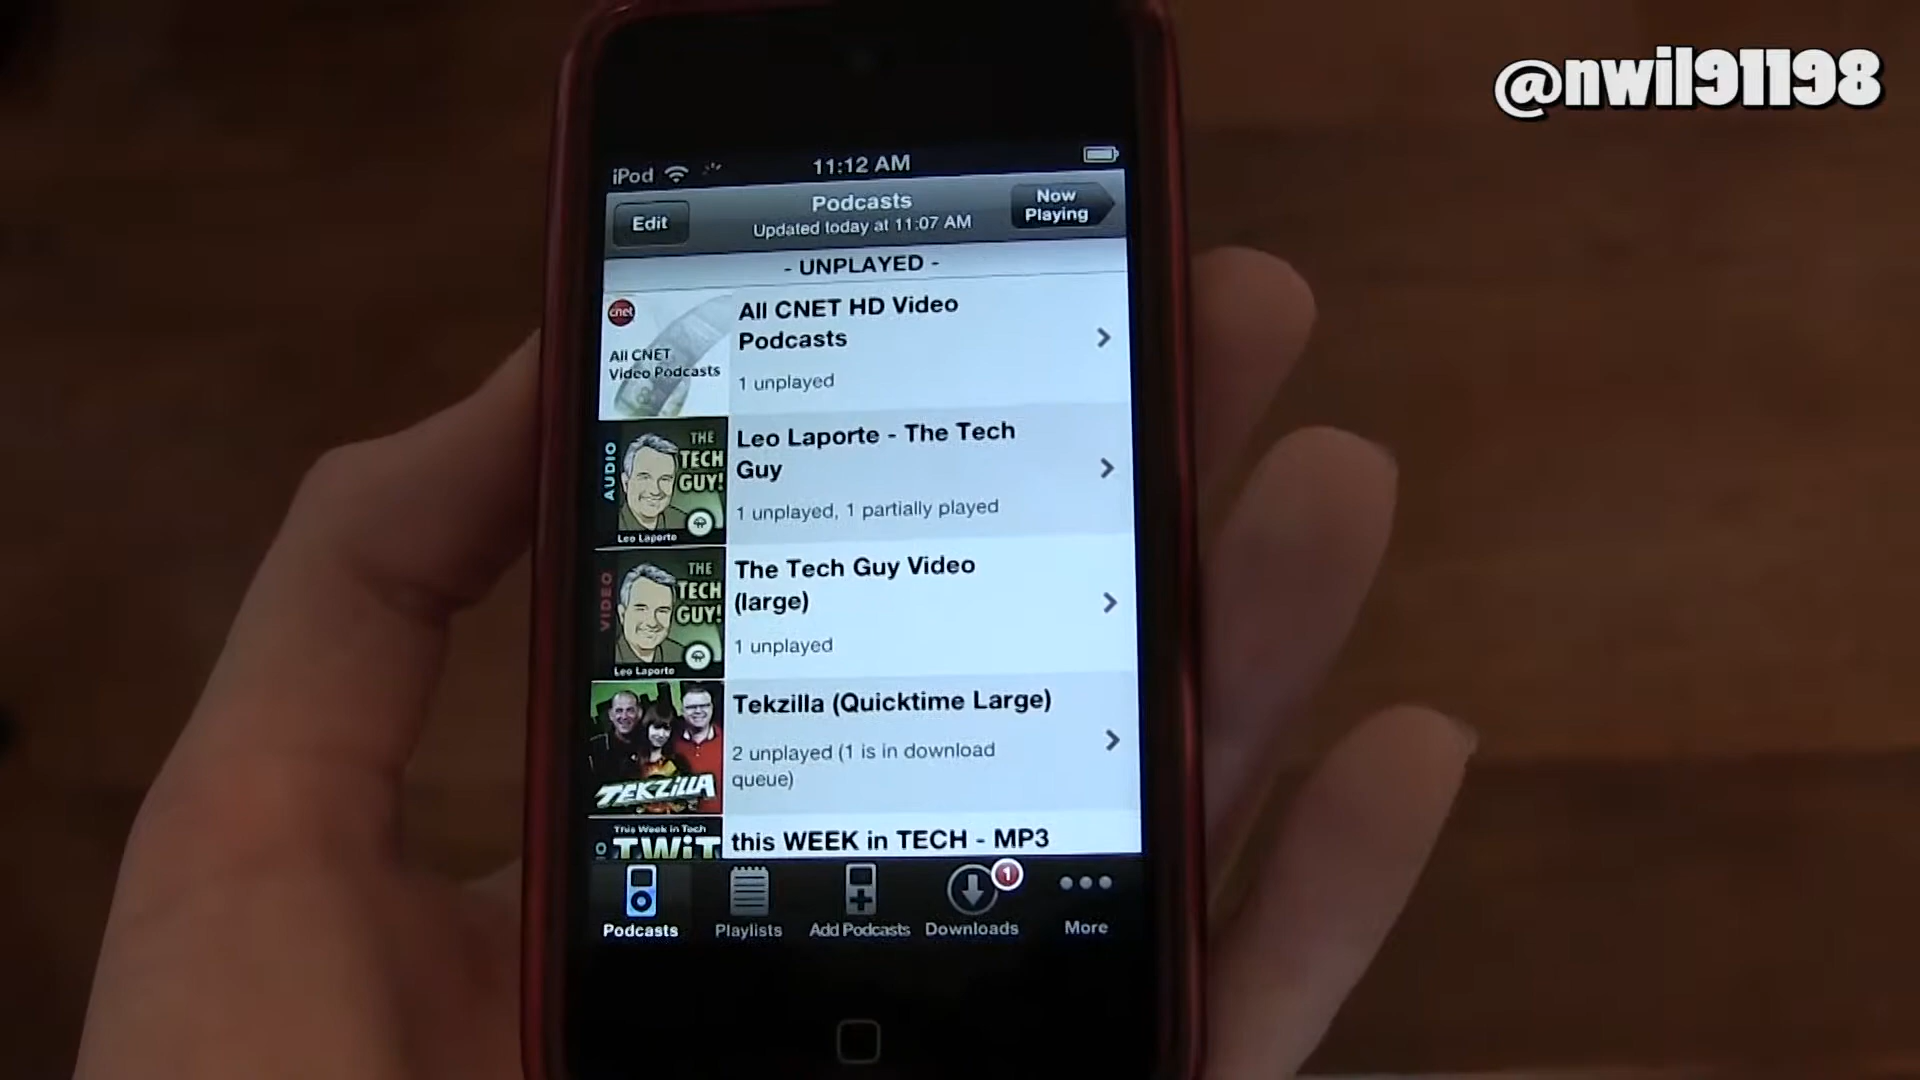 @nwil91198
iPod
11:12 AM
Edit
Podcasts
Updated today at 11:07 AM
Now
Playing
- UNPLAYED -
cnet
All CNET
Video Podcasts
All CNET HD Video
Podcasts
1 unplayed
AUDIO
THE
TECH
GUY!
Leo Laporte
Leo Laporte - The Tech
Guy
1 unplayed, 1 partially played
VIDEO
THE
TECH
GUY!
Leo Laporte
The Tech Guy Video
(large)
1 unplayed
TEKZILLA
Tekzilla (Quicktime Large)
2 unplayed (1 is in download
queue)
This Week in Tech
TWiT
this WEEK in TECH - MP3
1
Podcasts
Playlists
Add Podcasts
Downloads
More